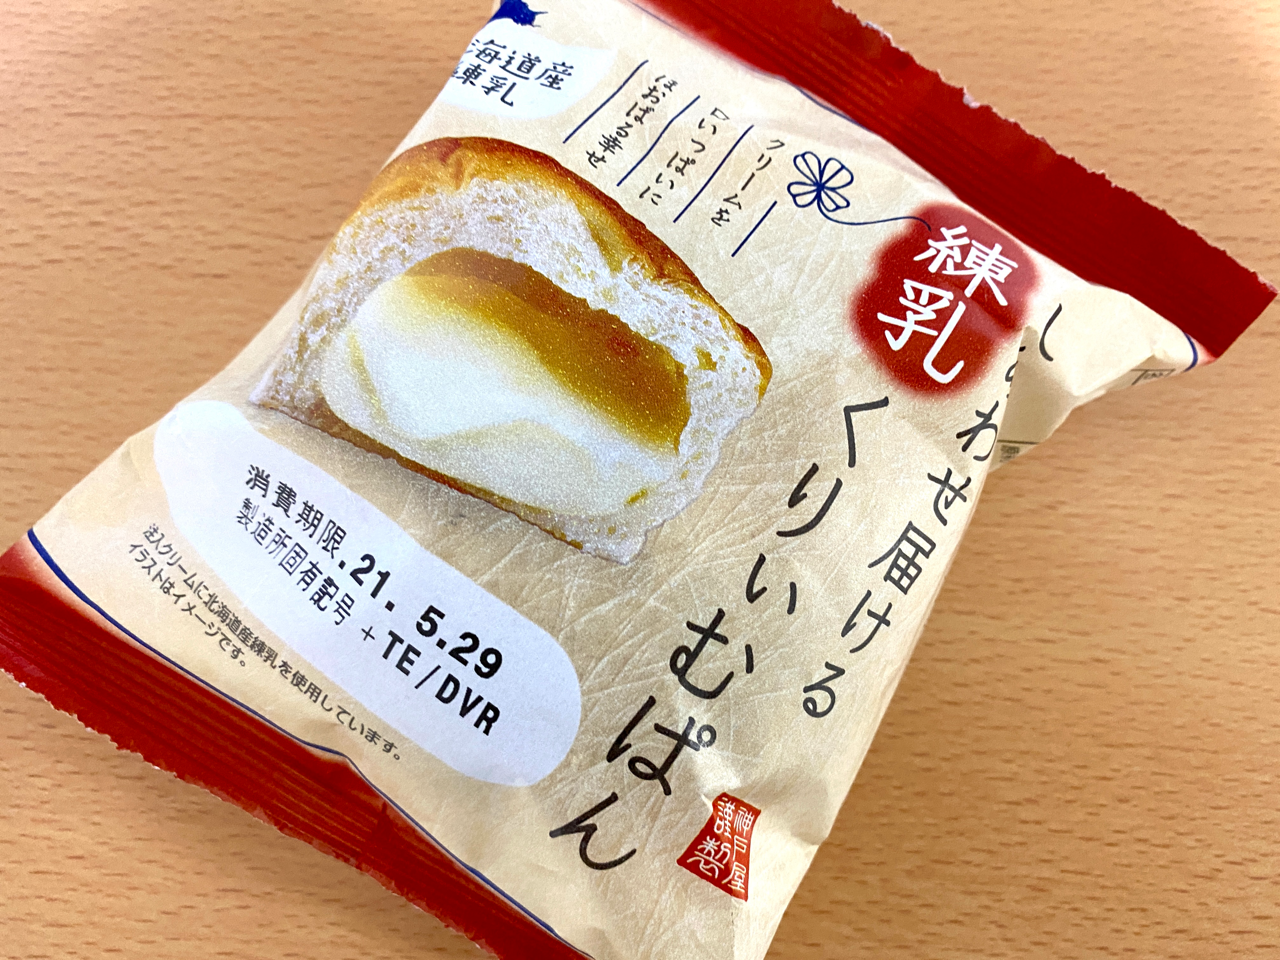 海道産
練乳
クリームを
口いっぱいに
ほおばる幸せ
練乳
しあわせ届ける
くりぃむぱん
消費期限.21. 5.29
製造所固有記号 + TE/DVR
注入クリームに北海道産練乳を使用しています。
イラストはイメージです。
神戸屋
謹製